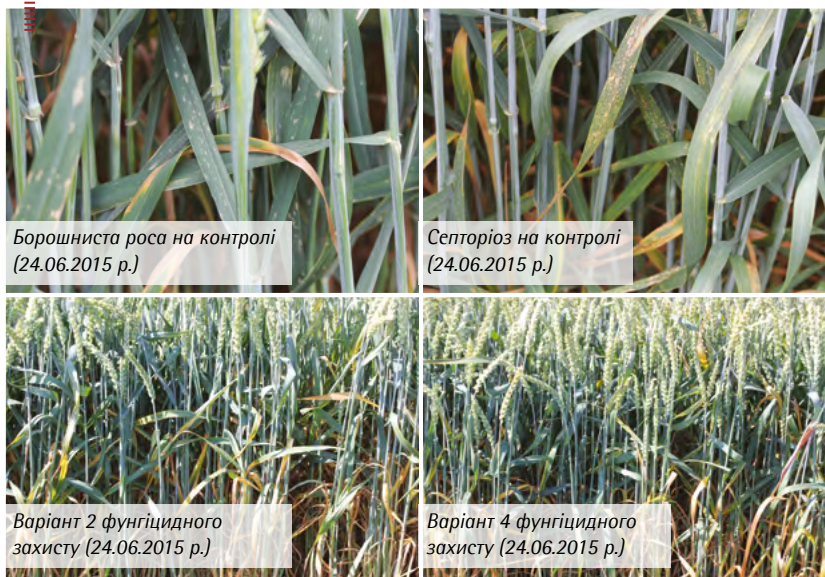 Борошниста роса на контролі
(24.06.2015 р.)
Септоріоз на контролі
(24.06.2015 р.)
Варіант 2 фунгіцидного
захисту (24.06.2015 р.)
Варіант 4 фунгіцидного
захисту (24.06.2015 р.)